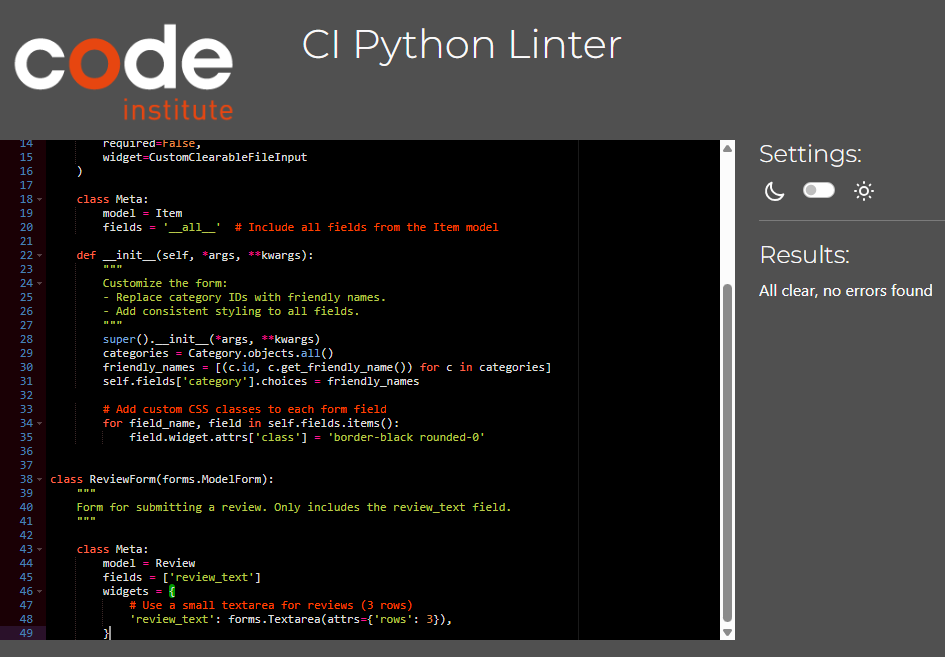 code
institute
CI Python Linter
14 required=False,
15 widget=CustomClearableFileInput
16 )
17
18 class Meta:
19 model = Item
20 fields = '__all__'  # Include all fields from the Item model
21
22 def __init__(self, *args, **kwargs):
23 """
24 Customize the form:
25 - Replace category IDs with friendly names.
26 - Add consistent styling to all fields.
27 """
28 super().__init__(*args, **kwargs)
29 categories = Category.objects.all()
30 friendly_names = [(c.id, c.get_friendly_name()) for c in categories]
31 self.fields['category'].choices = friendly_names
32
33 # Add custom CSS classes to each form field
34 for field_name, field in self.fields.items():
35 field.widget.attrs['class'] = 'border-black rounded-0'
36
37
38 class ReviewForm(forms.ModelForm):
39 """
40 Form for submitting a review. Only includes the review_text field.
41 """
42
43 class Meta:
44 model = Review
45 fields = ['review_text']
46 widgets = {
47 # Use a small textarea for reviews (3 rows)
48 'review_text': forms.Textarea(attrs={'rows': 3}),
49 }
Settings:
Results:
All clear, no errors found